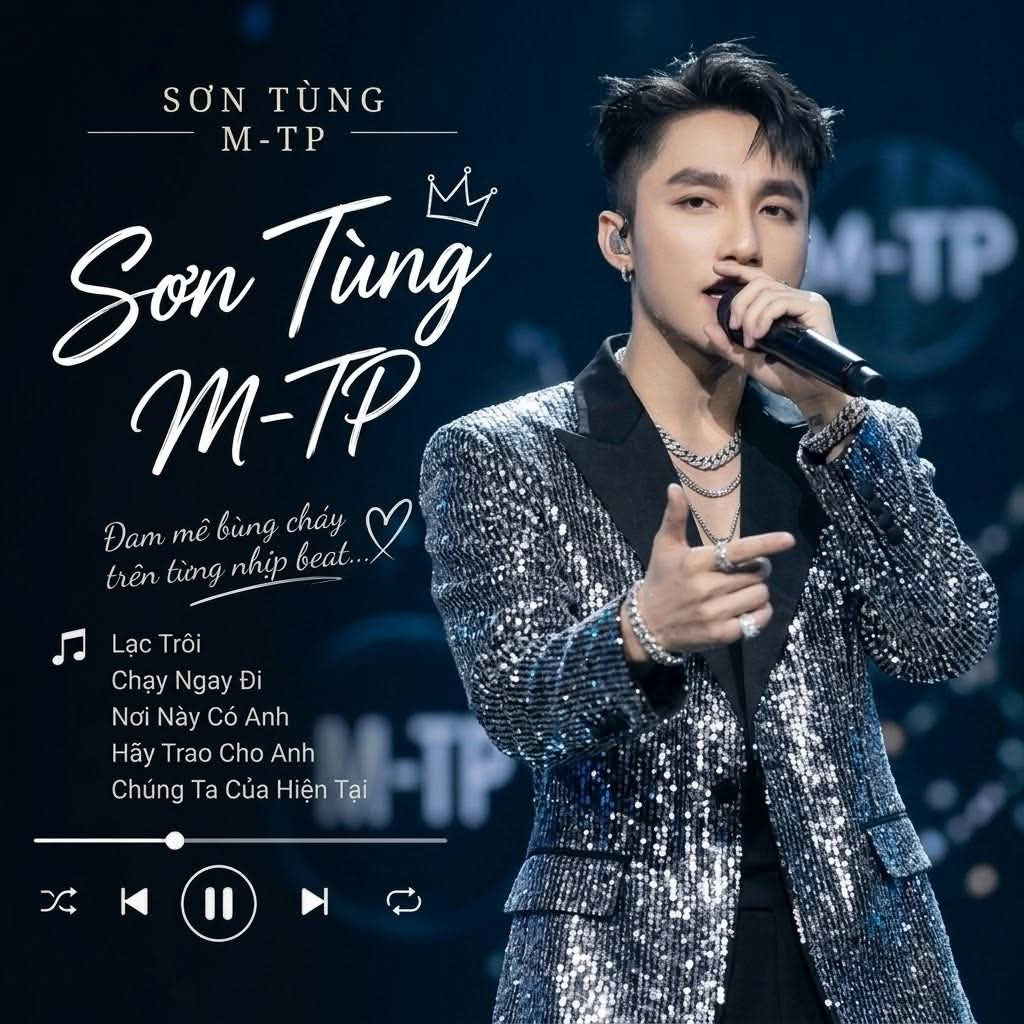 SƠN TÙNG
M-TP
Sơn Tùng
M-TP
Đam mê bùng cháy
trên từng nhịp beat...
Lạc Trôi
Chạy Ngay Đi
Nơi Này Có Anh
Hãy Trao Cho Anh
Chúng Ta Của Hiện Tại
M-TP
M-TP